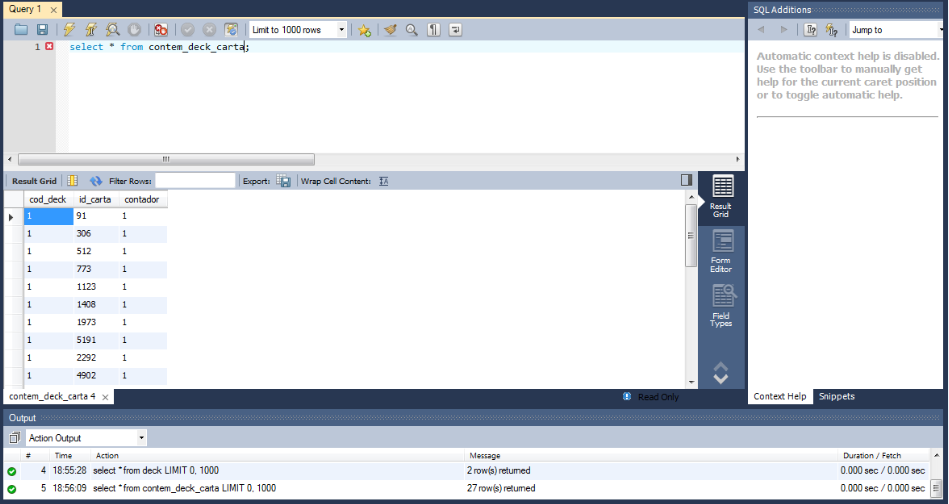 Query 1
SQL Additions
Limit to 1000 rows
Jump to
1 select * from contem_deck_carta;
Automatic context help is disabled.
Use the toolbar to manually get
help for the current caret position
or to toggle automatic help.
Result Grid Filter Rows: Export: Wrap Cell Content:
cod_deck id_carta contador
1 91 1
1 306 1
1 512 1
1 773 1
1 1123 1
1 1408 1
1 1973 1
1 5191 1
1 2292 1
1 4902 1
Result
Grid
Form
Editor
Field
Types
contem_deck_carta 4
Read Only
Context Help Snippets
Output
Action Output
# Time Action Message Duration / Fetch
4 18:55:28 select * from deck LIMIT 0, 1000 2 row(s) returned 0.000 sec / 0.000 sec
5 18:56:09 select * from contem_deck_carta LIMIT 0, 1000 27 row(s) returned 0.000 sec / 0.000 sec